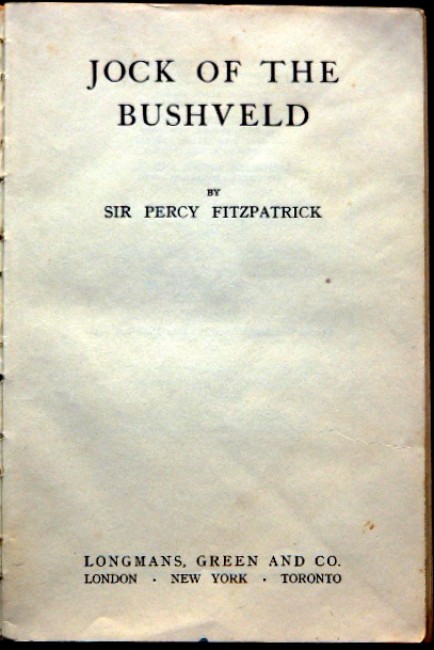 JOCK OF THE
BUSHVELD
BY
SIR PERCY FITZPATRICK
LONGMANS, GREEN AND CO.
LONDON · NEW YORK · TORONTO